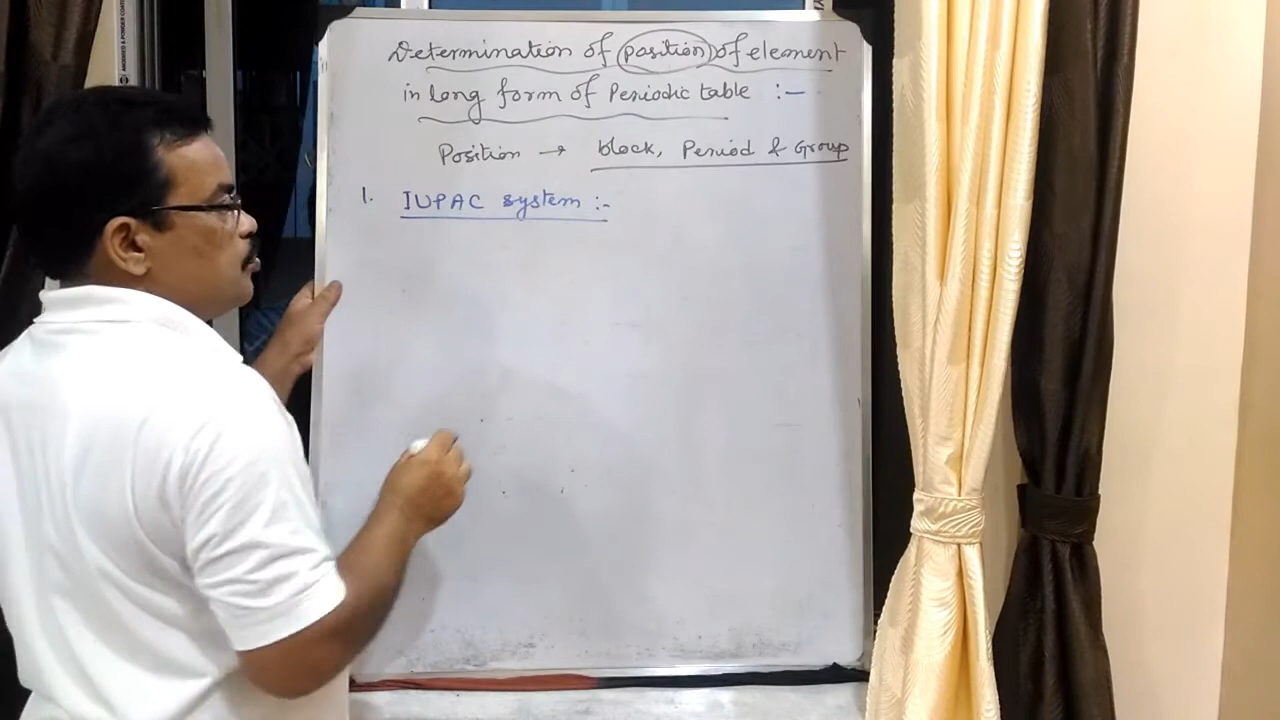 Determination of position of element
in long form of Periodic table :-
Position → block, Period & Group
1. IUPAC system :-